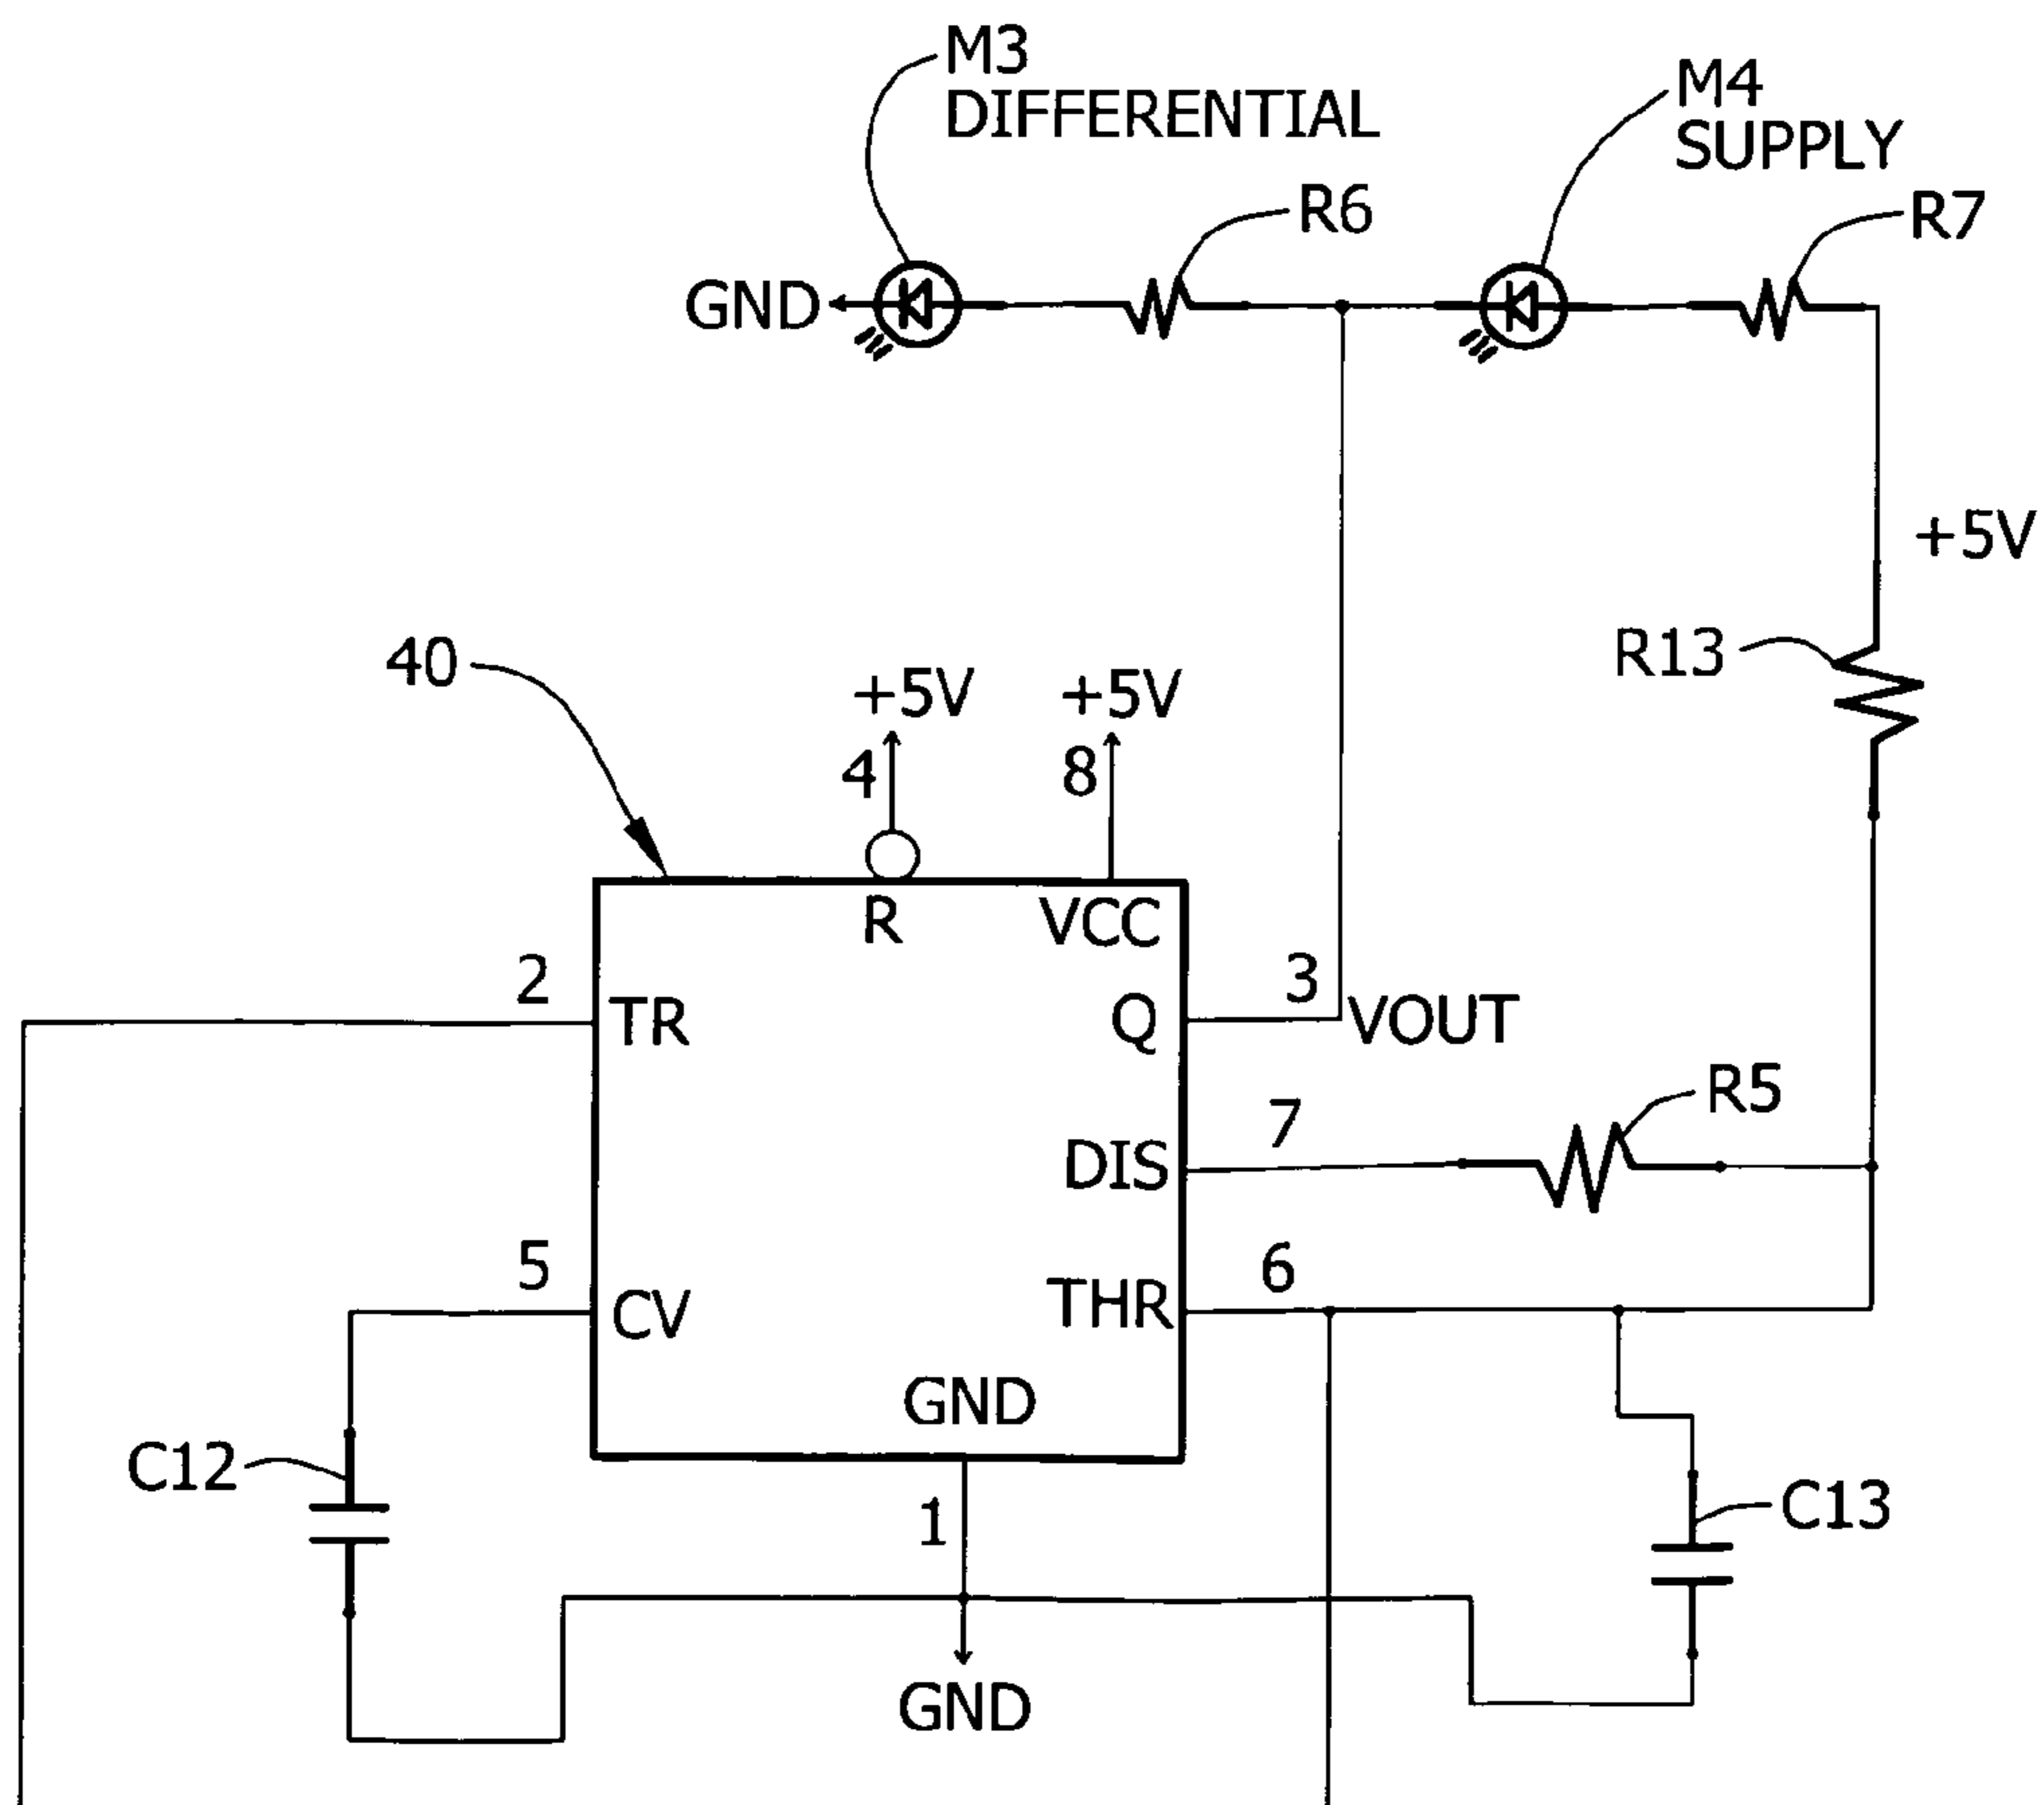 M3
DIFFERENTIAL
M4
SUPPLY
R6
R7
GND
+5V
R13
40
+5V
+5V
4
8
R
VCC
2
TR
Q
3
VOUT
R5
7
DIS
5
CV
6
THR
GND
C12
1
C13
GND